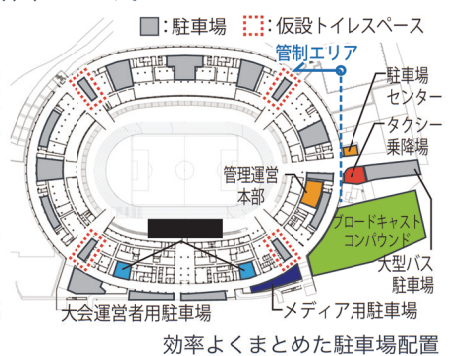 ：駐車場　：仮設トイレスペース
管制エリア
駐車場
センター
タクシー
乗降場
管理運営
本部
ブロードキャスト
コンパウンド
大型バス
駐車場
大会運営者用駐車場
メディア用駐車場
効率よくまとめた駐車場配置